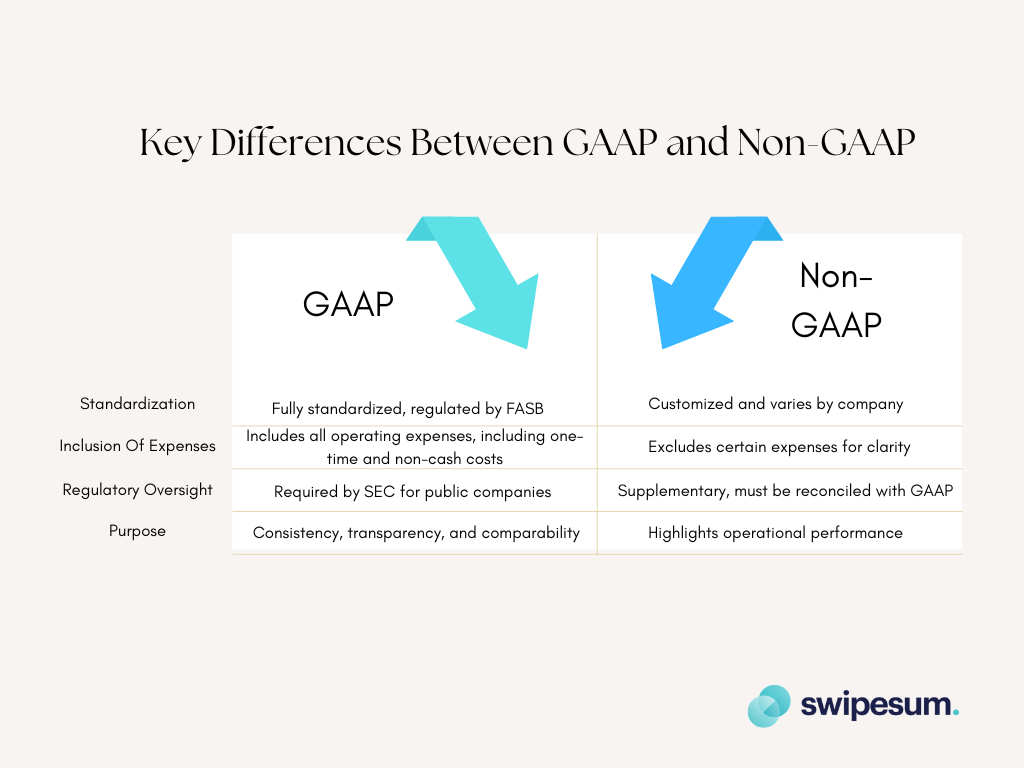 Key Differences Between GAAP and Non-GAAP
GAAP
Non-
GAAP
Standardization
Fully standardized, regulated by FASB
Customized and varies by company
Inclusion Of Expenses
Includes all operating expenses, including one-
time and non-cash costs
Excludes certain expenses for clarity
Regulatory Oversight
Required by SEC for public companies
Supplementary, must be reconciled with GAAP
Purpose
Consistency, transparency, and comparability
Highlights operational performance
swipesum.